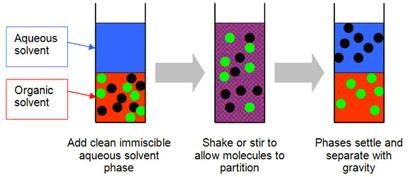 Aqueous
solvent
Organic
solvent
Add clean immiscible
aqueous solvent
phase
Shake or stir to
allow molecules to
partition
Phases settle and
separate with
gravity